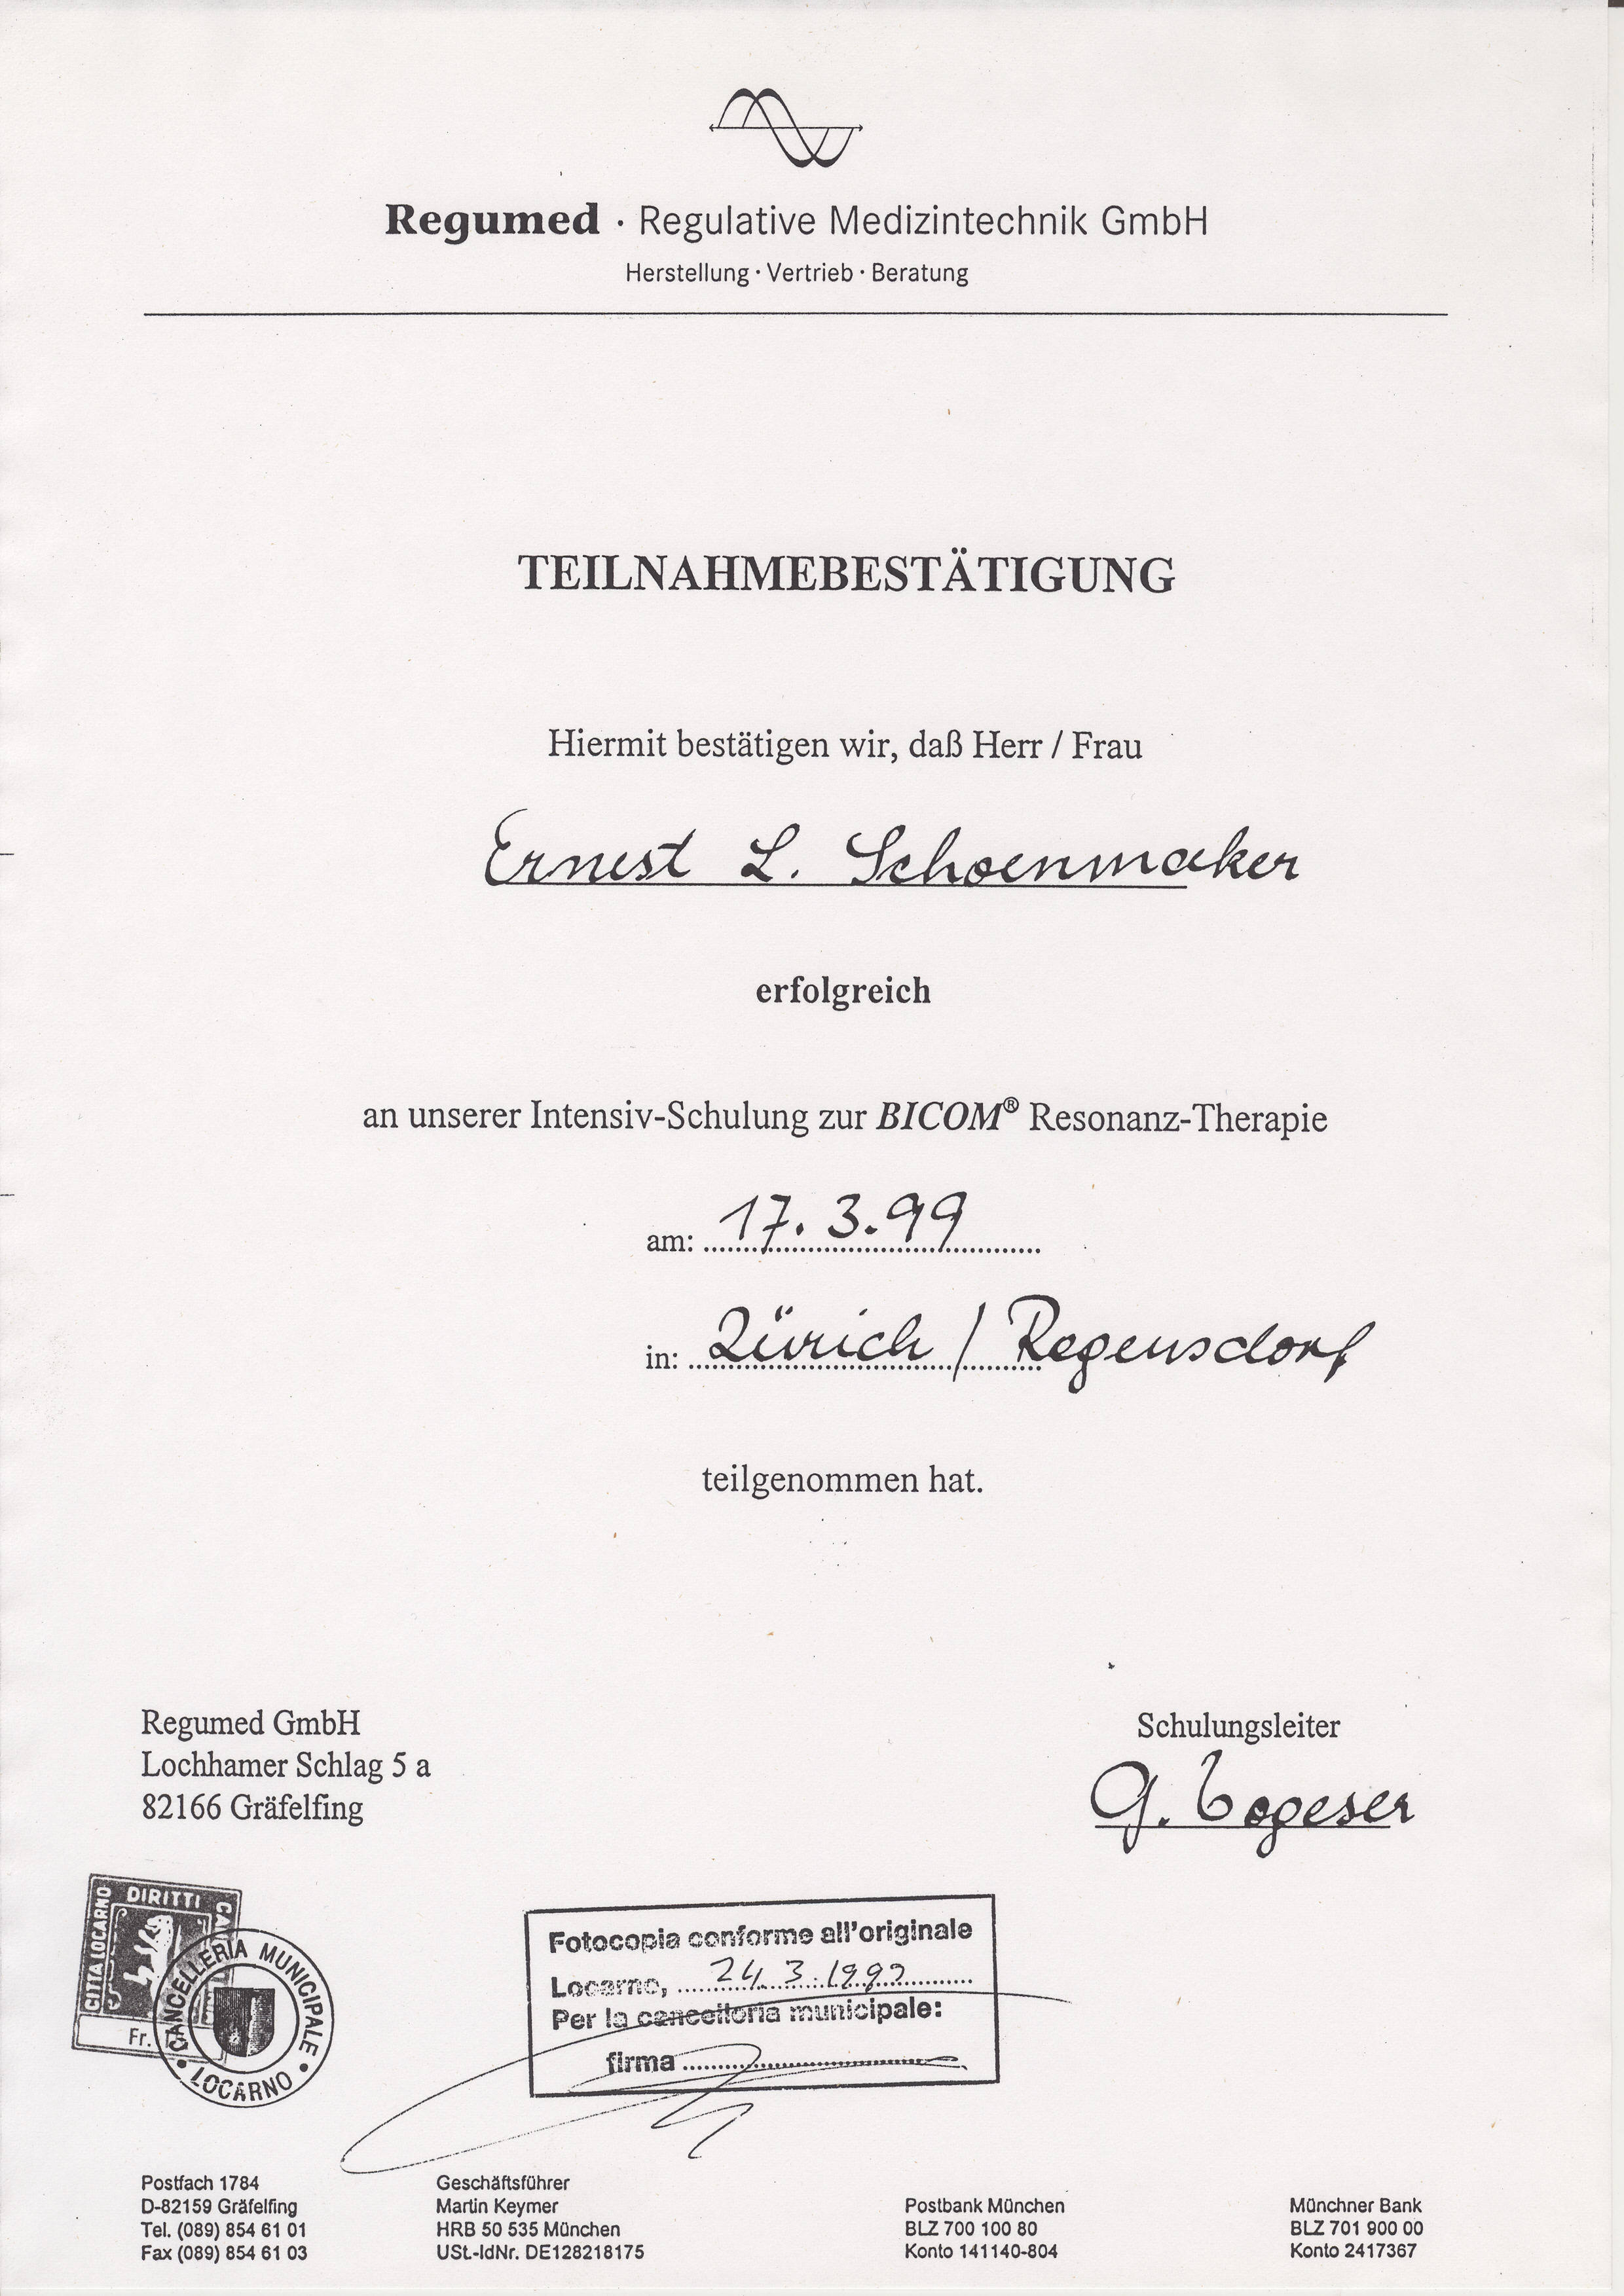 Regumed · Regulative Medizintechnik GmbH
Herstellung · Vertrieb · Beratung
TEILNAHMEBESTÄTIGUNG
Hiermit bestätigen wir, daß Herr / Frau
Ernest L. Schoenmaker
erfolgreich
an unserer Intensiv-Schulung zur BICOM® Resonanz-Therapie
am: 17.3.99
in: Zürich / Regensdorf
teilgenommen hat.
Regumed GmbH
Lochhamer Schlag 5 a
82166 Gräfelfing
Schulungsleiter
G.
CITTA LOCARNO
DIRITTI
Fr.
CANCELLERIA MUNICIPALE
• LOCARNO •
Fotocopia conforme all'originale
Locarno, 24.3.1999
Per la cancelleria municipale:
firma
Postfach 1784
D-82159 Gräfelfing
Tel. (089) 854 61 01
Fax (089) 854 61 03
Geschäftsführer
Martin Keymer
HRB 50 535 München
USt.-IdNr. DE128218175
Postbank München
BLZ 700 100 80
Konto 141140-804
Münchner Bank
BLZ 701 900 00
Konto 2417367